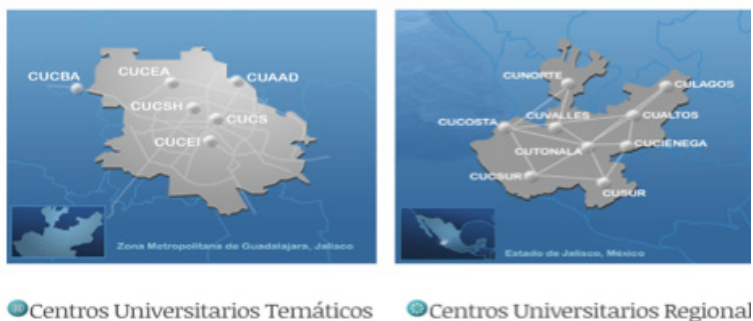 CUCBA
CUCEA
CUAAD
CUCSH
CUCS
CUCEI
Zona Metropolitana de Guadalajara, Jalisco
CUNORTE
CULAGOS
CUCOSTA
CUVALLES
CUALTOS
CUTONALA
CUCIÉNEGA
CUCSUR
CUSUR
Estado de Jalisco, México
Centros Universitarios Temáticos
Centros Universitarios Regional